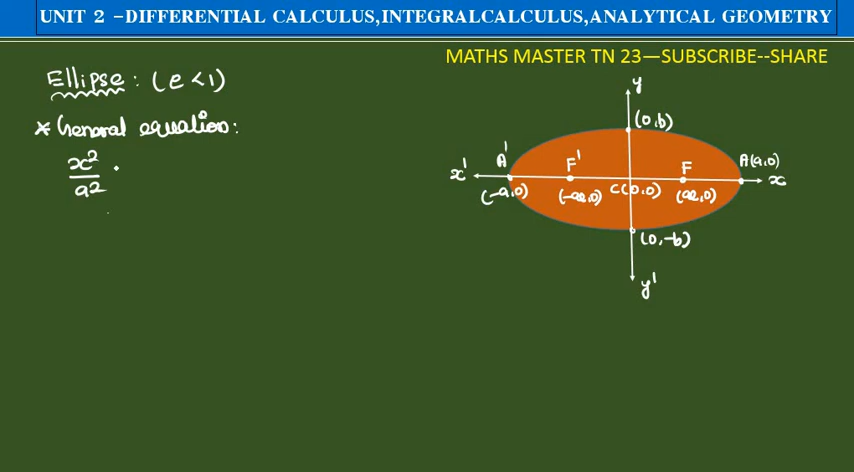 UNIT 2 –DIFFERENTIAL CALCULUS,INTEGRALCALCULUS,ANALYTICAL GEOMETRY
MATHS MASTER TN 23—SUBSCRIBE--SHARE
Ellipse: (e<1)
* General equation:
x²
a²
y
(0,b)
x' A' F' F A(a,0) x
(-a,0) (-ae,0) C(0,0) (ae,0)
(0,-b)
y'